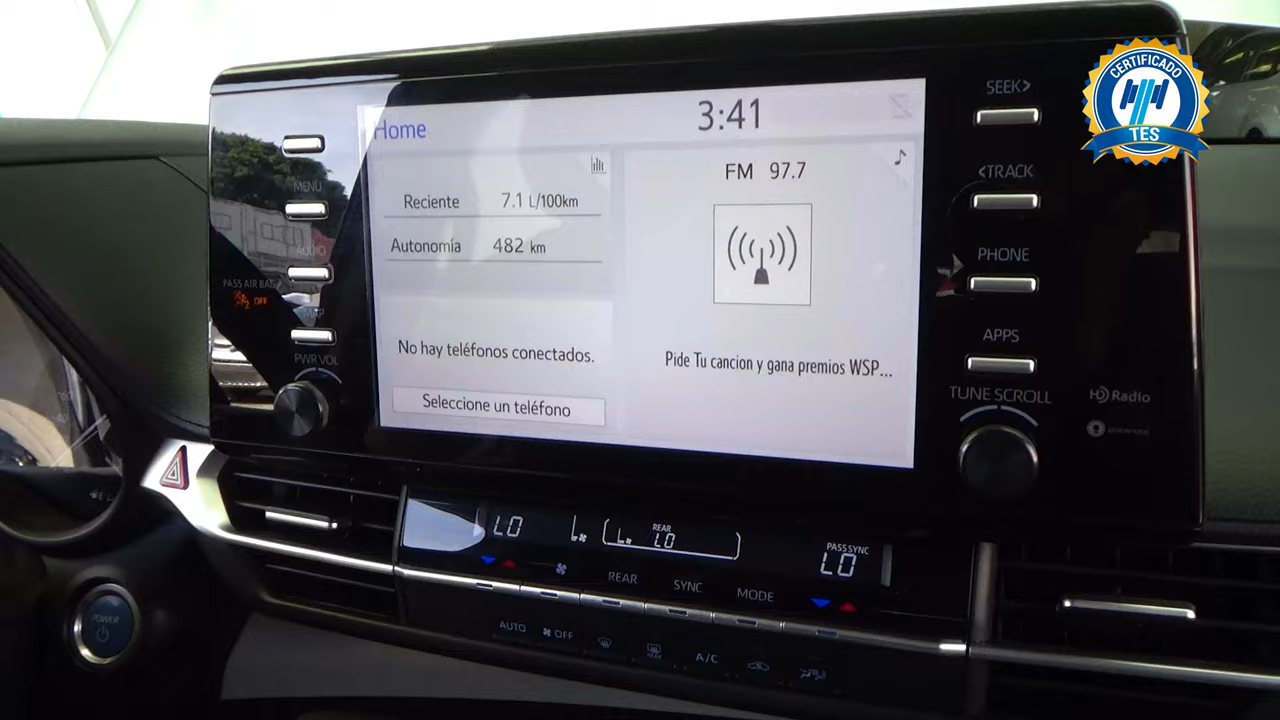 CERTIFICADO
TES
Home
3:41
Reciente 7.1 L/100km
Autonomía 482 km
No hay teléfonos conectados.
Seleccione un teléfono
FM 97.7
Pide Tu cancion y gana premios WSP...
MENU
AUDIO
PASS AIR BAG
OFF
PWR VOL
SEEK>
<TRACK
PHONE
APPS
TUNE SCROLL
HD Radio
LO
REAR
LO
PASS SYNC
LO
REAR
SYNC
MODE
AUTO
OFF
A/C
POWER